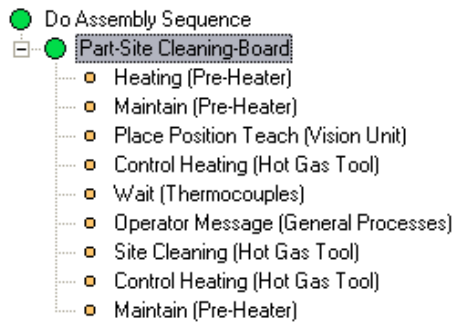 Do Assembly Sequence
Part-Site Cleaning-Board
Heating (Pre-Heater)
Maintain (Pre-Heater)
Place Position Teach (Vision Unit)
Control Heating (Hot Gas Tool)
Wait (Thermocouples)
Operator Message (General Processes)
Site Cleaning (Hot Gas Tool)
Control Heating (Hot Gas Tool)
Maintain (Pre-Heater)